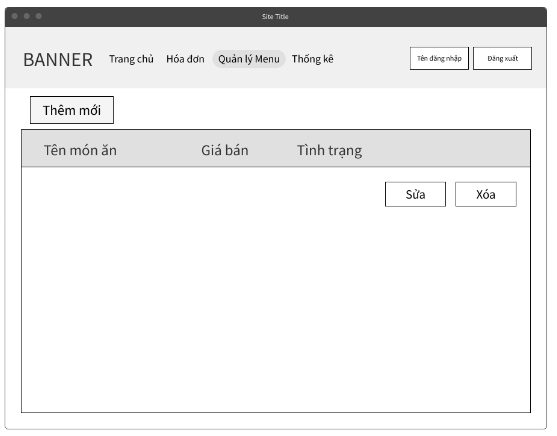 Site Title
BANNER Trang chủ Hóa đơn Quản lý Menu Thống kê Tên đăng nhập Đăng xuất
Thêm mới
Tên món ăn Giá bán Tình trạng
Sửa Xóa